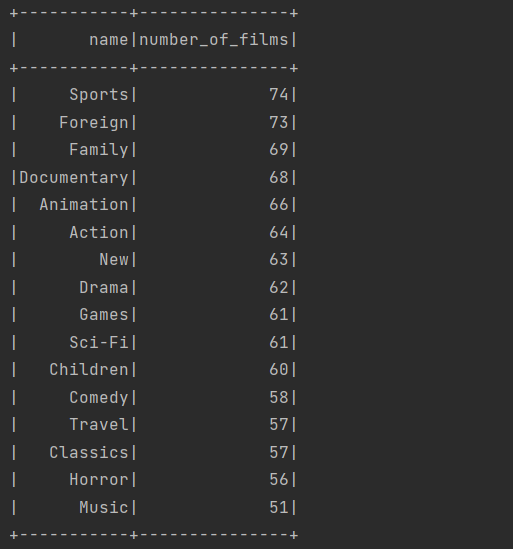 +-----------+---------------+
|       name|number_of_films|
+-----------+---------------+
|     Sports|             74|
|    Foreign|             73|
|     Family|             69|
|Documentary|             68|
|  Animation|             66|
|     Action|             64|
|        New|             63|
|      Drama|             62|
|      Games|             61|
|     Sci-Fi|             61|
|   Children|             60|
|     Comedy|             58|
|     Travel|             57|
|   Classics|             57|
|     Horror|             56|
|      Music|             51|
+-----------+---------------+